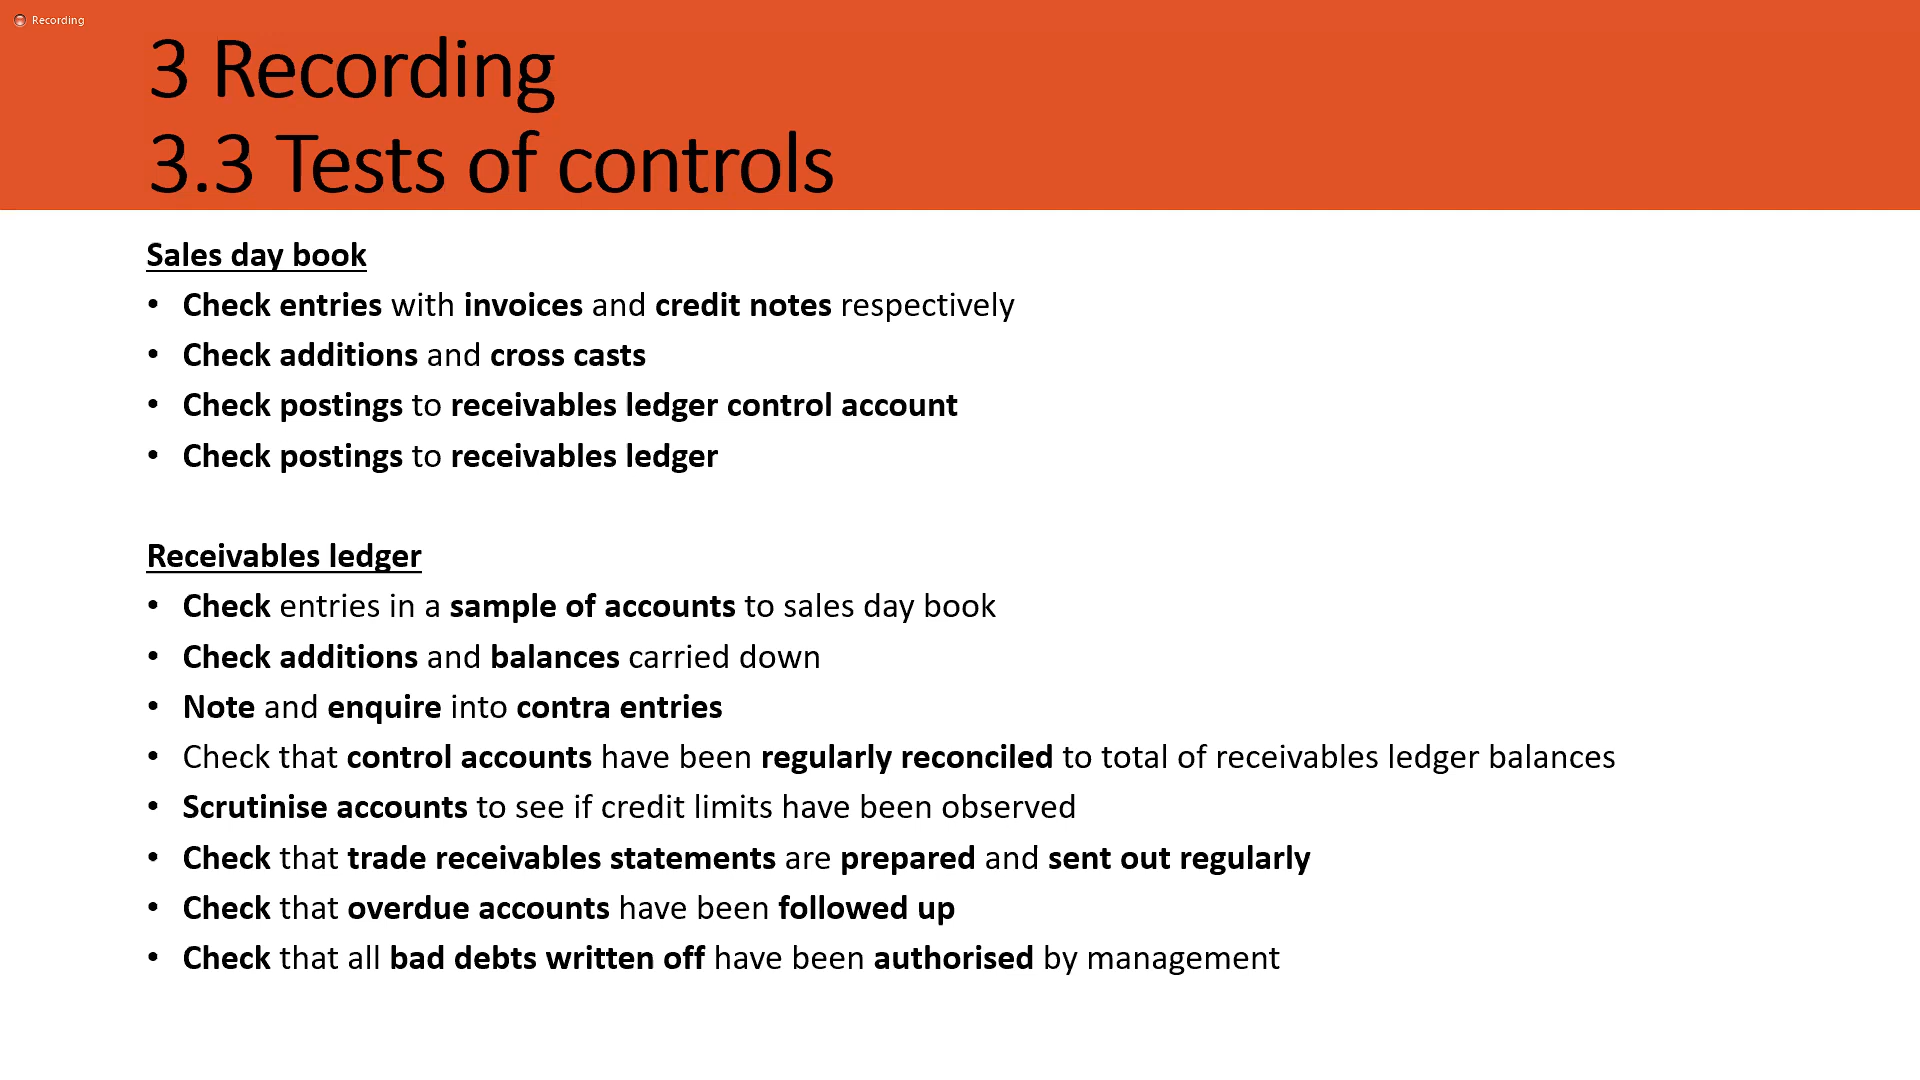 Recording
3 Recording
3.3 Tests of controls
Sales day book
• Check entries with invoices and credit notes respectively
• Check additions and cross casts
• Check postings to receivables ledger control account
• Check postings to receivables ledger
Receivables ledger
• Check entries in a sample of accounts to sales day book
• Check additions and balances carried down
• Note and enquire into contra entries
• Check that control accounts have been regularly reconciled to total of receivables ledger balances
• Scrutinise accounts to see if credit limits have been observed
• Check that trade receivables statements are prepared and sent out regularly
• Check that overdue accounts have been followed up
• Check that all bad debts written off have been authorised by management